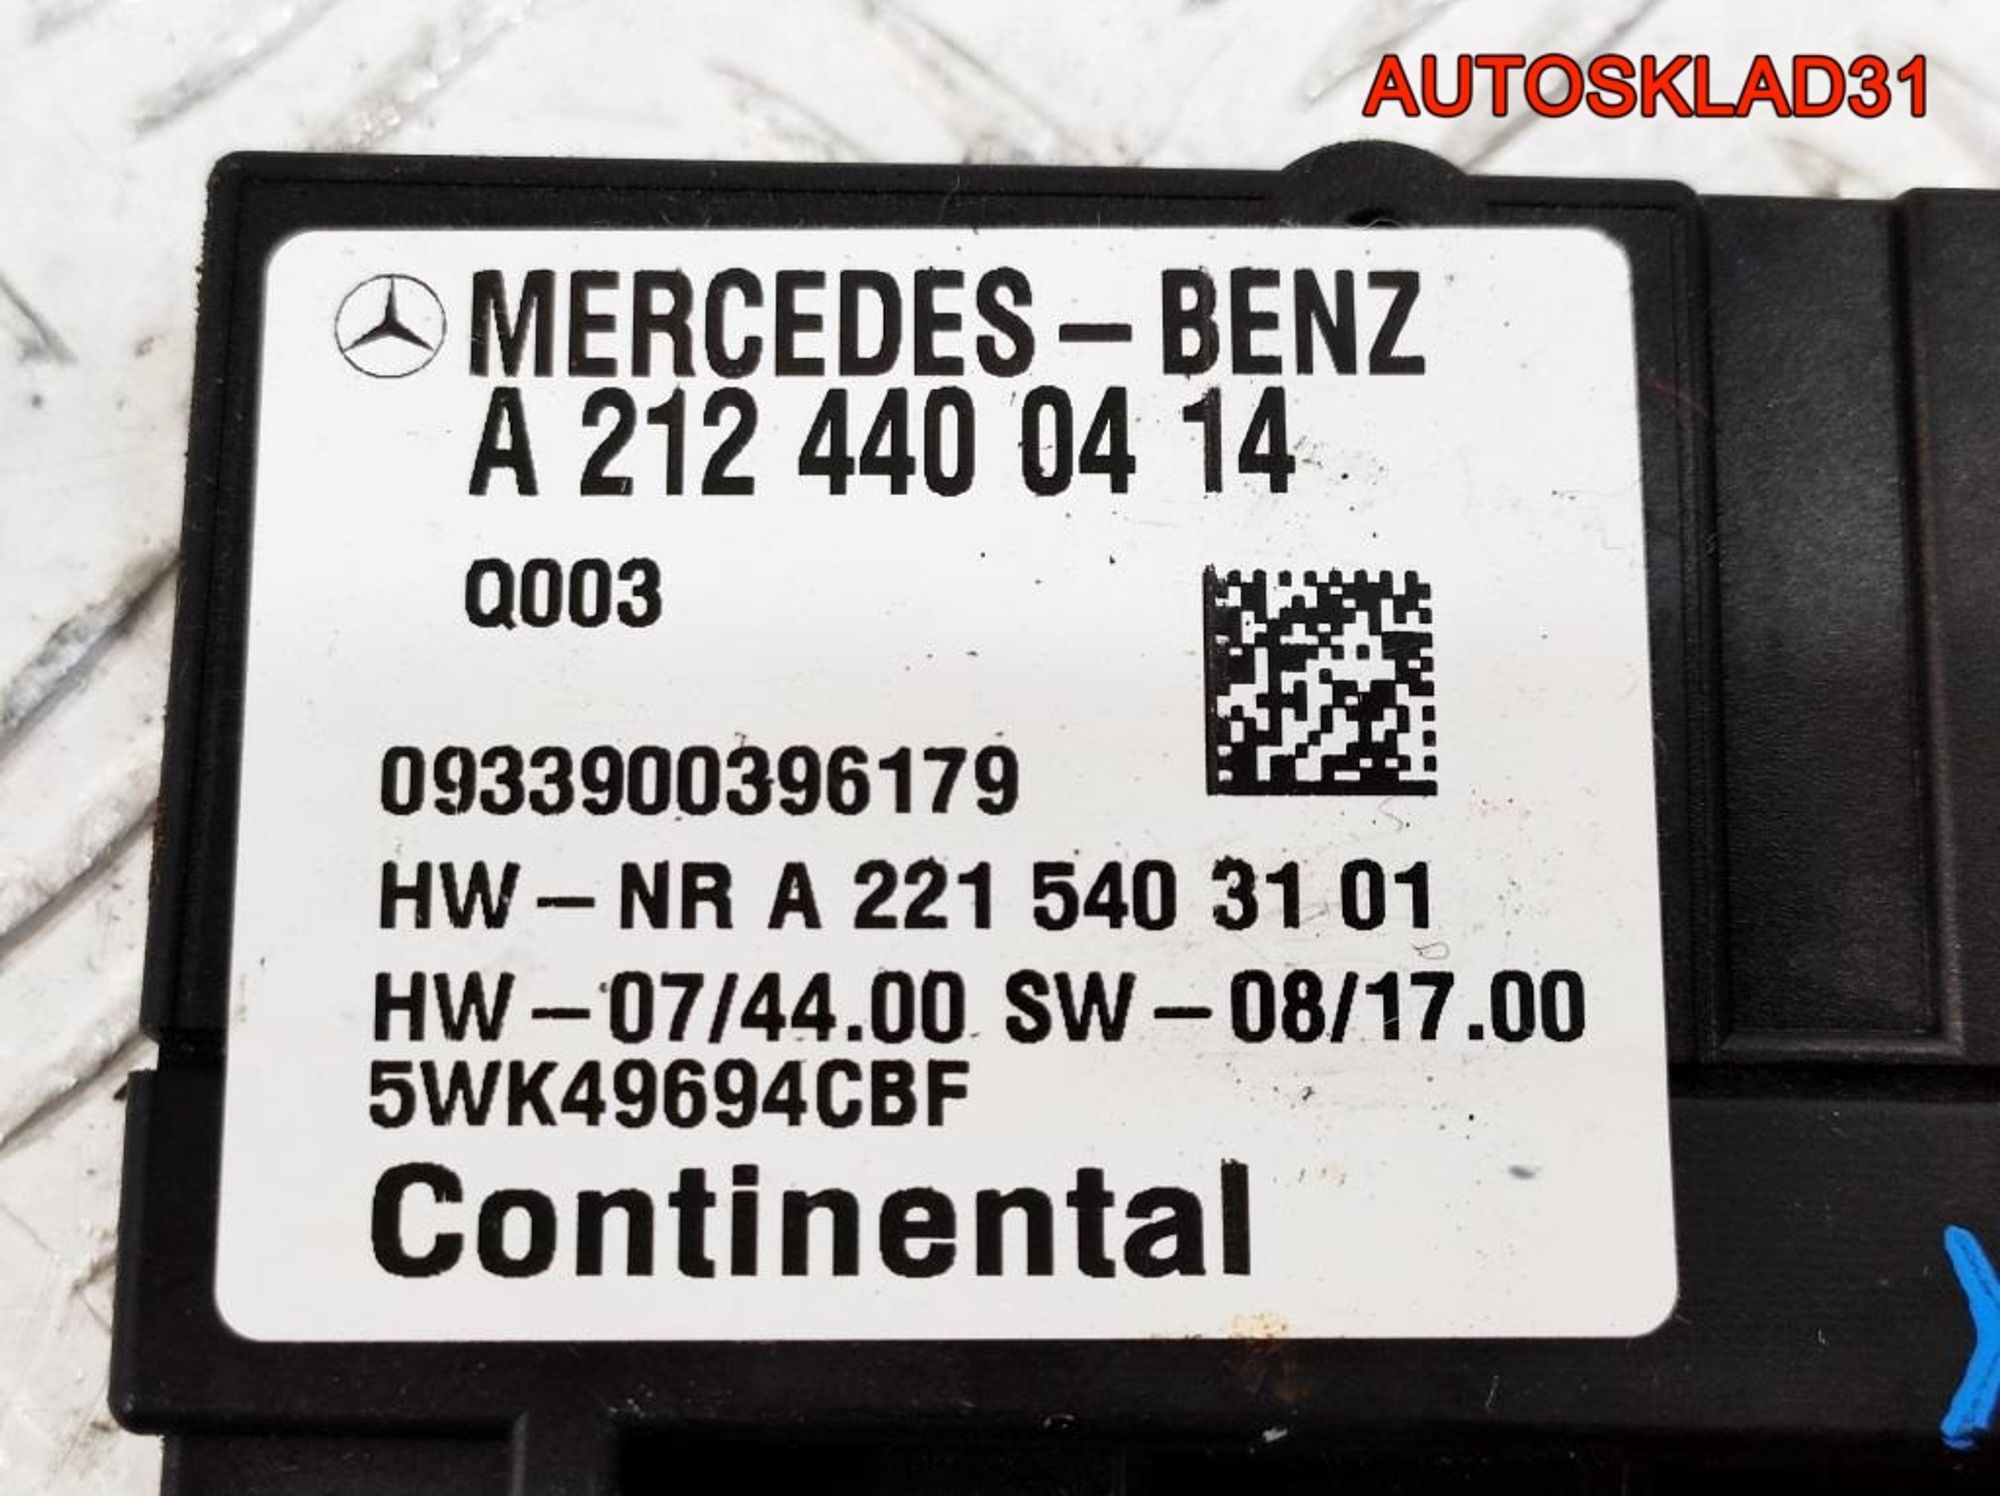 AUTOSKLAD31
MERCEDES-BENZ
A 212 440 04 14
Q003
0933900396179
HW-NR A 221 540 31 01
HW-07/44.00 SW-08/17.00
5WK49694CBF
Continental